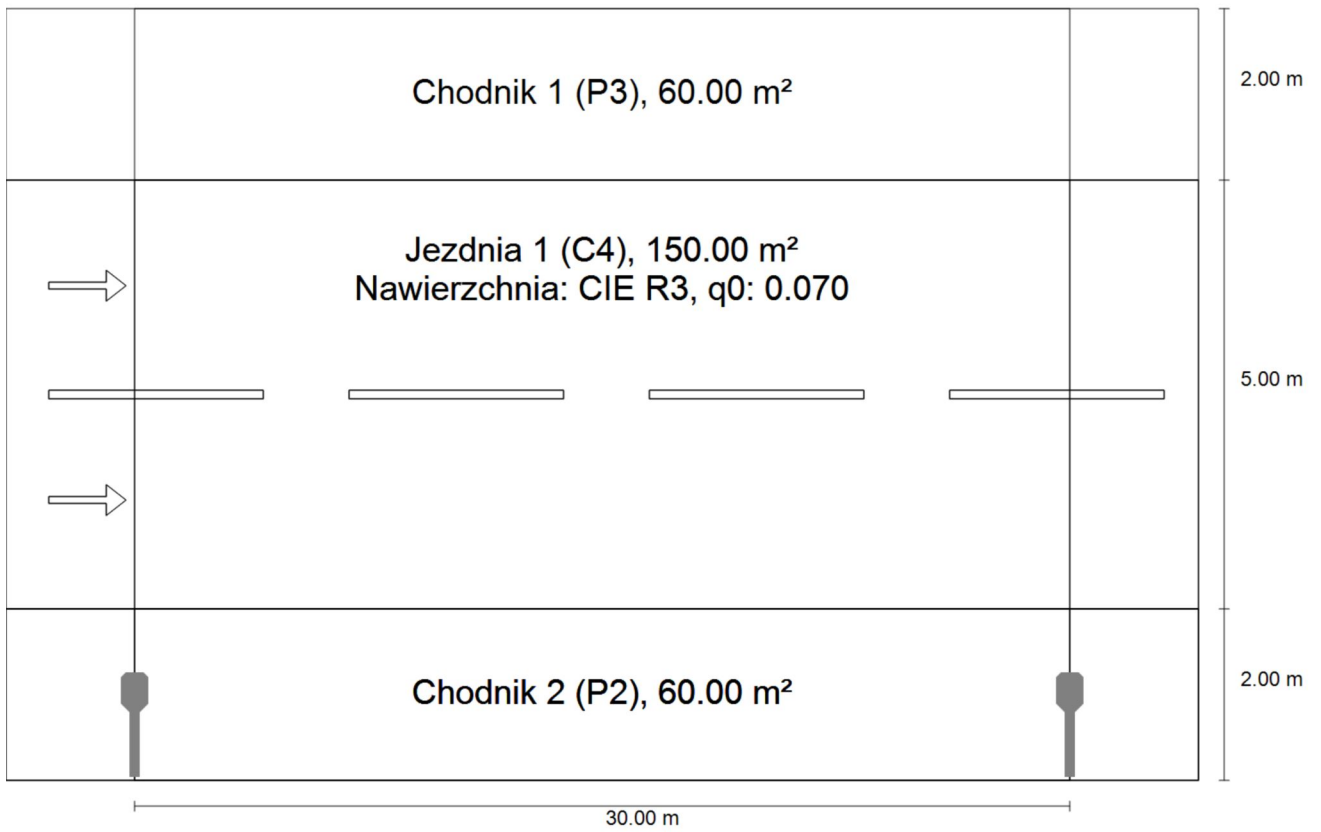 Chodnik 1 (P3), 60.00 m²
2.00 m
Jezdnia 1 (C4), 150.00 m²
Nawierzchnia: CIE R3, q0: 0.070
5.00 m
Chodnik 2 (P2), 60.00 m²
2.00 m
30.00 m